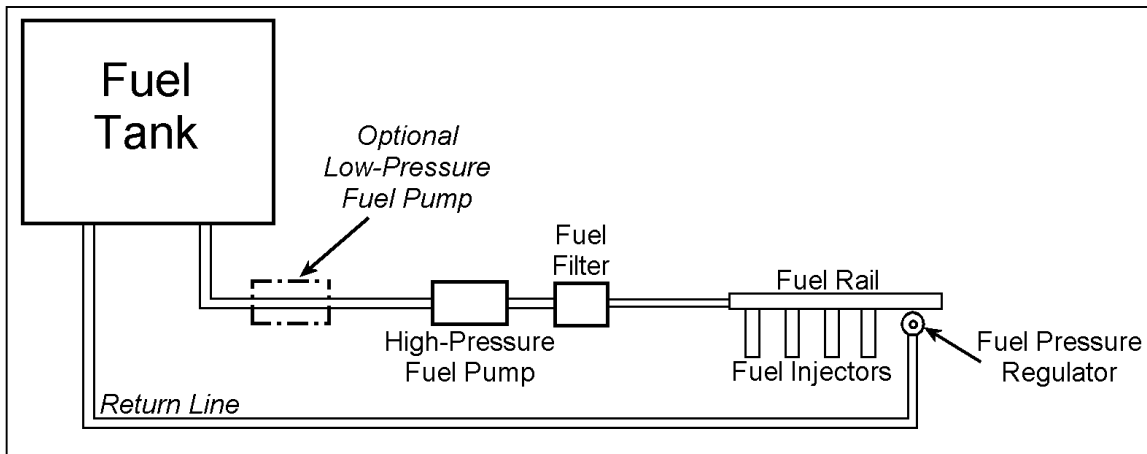 Fuel
Tank
Optional
Low-Pressure
Fuel Pump
Fuel
Filter
Fuel Rail
High-Pressure
Fuel Pump
Fuel Injectors
Fuel Pressure
Regulator
Return Line